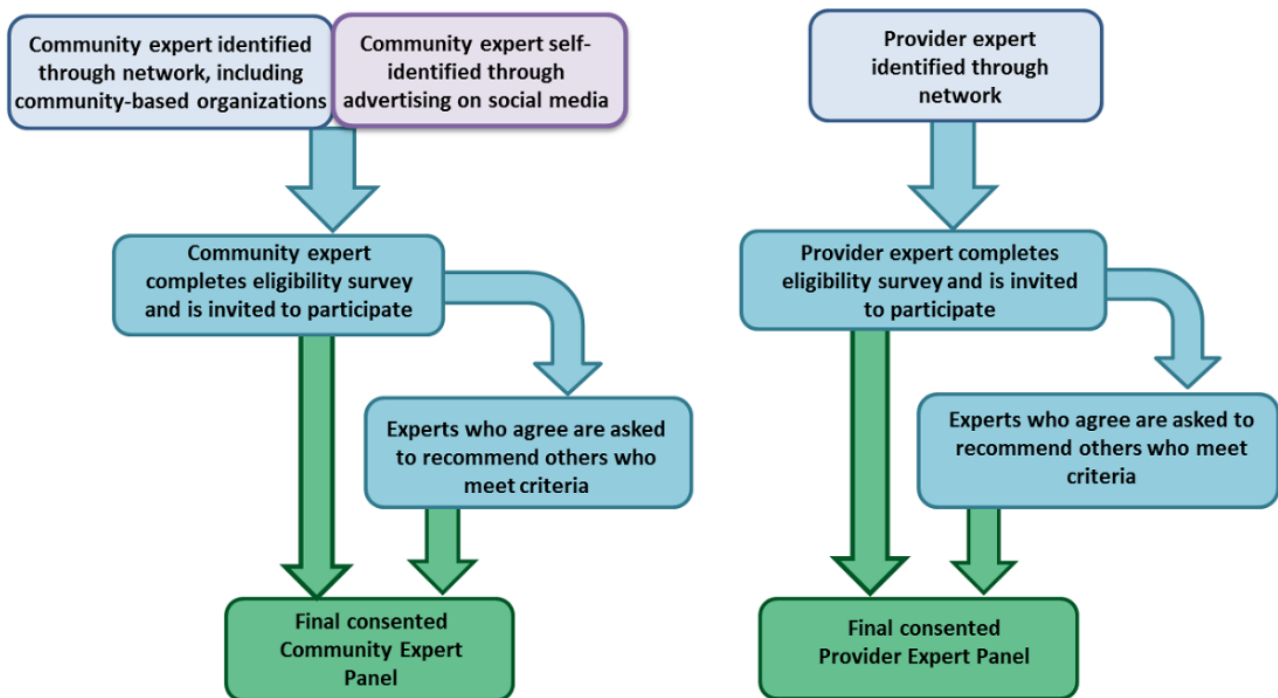 Community expert identified
through network, including
community-based organizations
Community expert self-
identified through
advertising on social media
Provider expert
identified through
network
Community expert
completes eligibility survey
and is invited to participate
Provider expert completes
eligibility survey and is invited
to participate
Experts who agree are asked
to recommend others who
meet criteria
Experts who agree are asked to
recommend others who meet
criteria
Final consented
Community Expert
Panel
Final consented
Provider Expert Panel